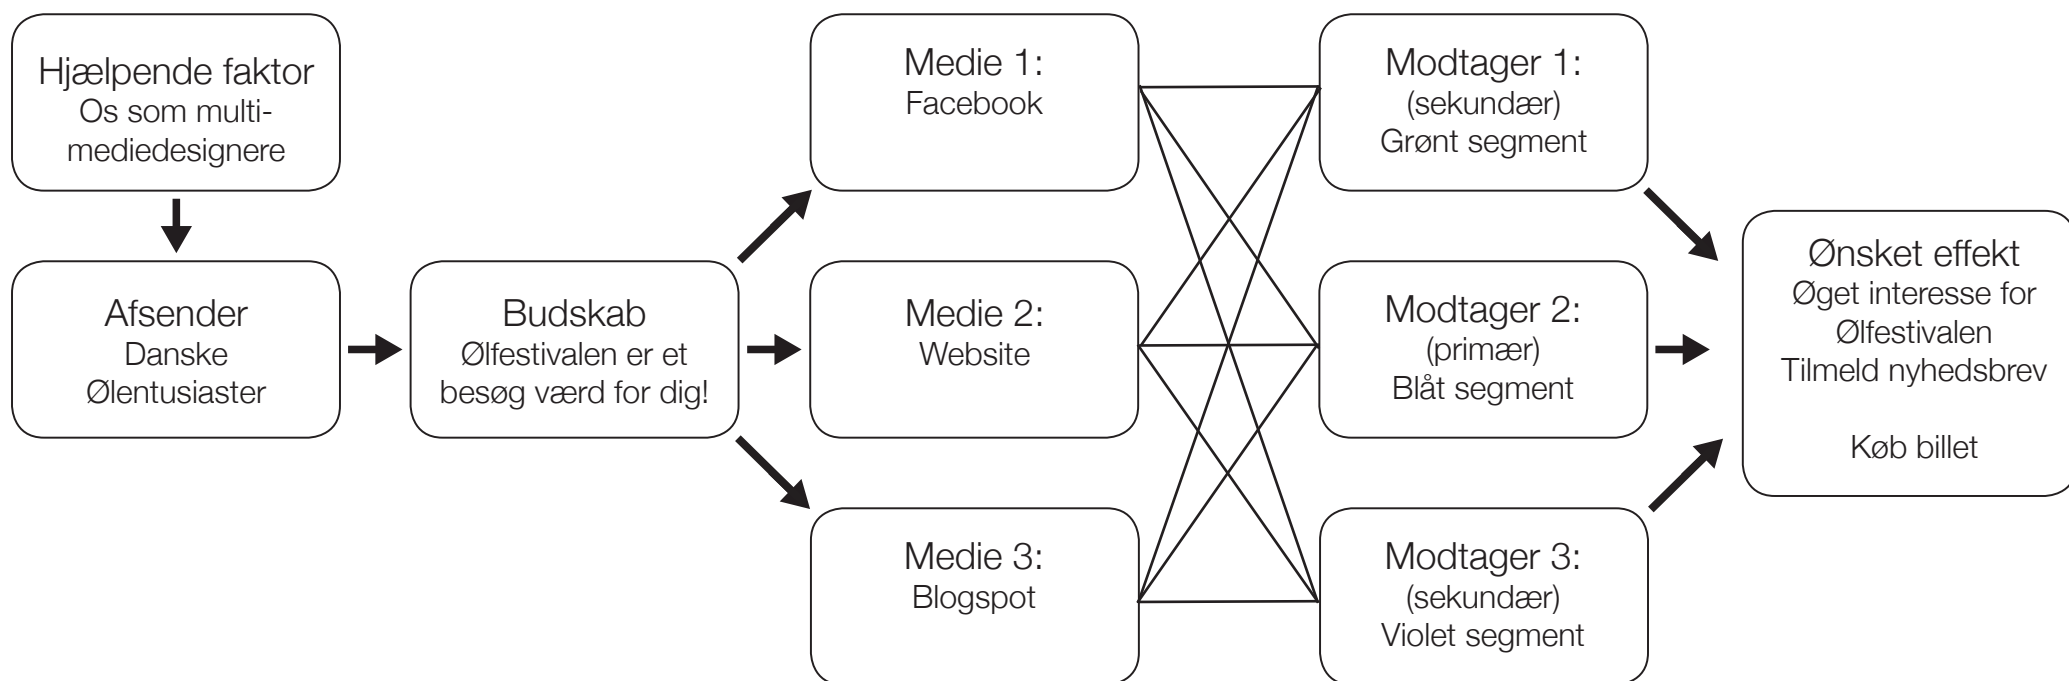 Hjælpende faktor
Os som multi-
mediedesignere
Afsender
Danske
Ølentusiaster
Budskab
Ølfestivalen er et
besøg værd for dig!
Medie 1:
Facebook
Medie 2:
Website
Medie 3:
Blogspot
Modtager 1:
(sekundær)
Grønt segment
Modtager 2:
(primær)
Blåt segment
Modtager 3:
(sekundær)
Violet segment
Ønsket effekt
Øget interesse for
Ølfestivalen
Tilmeld nyhedsbrev
Køb billet